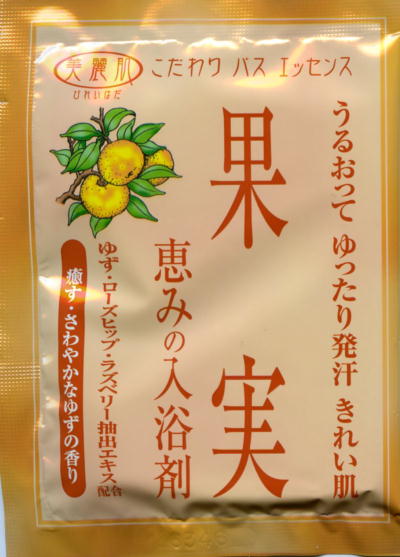 美麗肌
びれいはだ
こだわり バス エッセンス
うるおって ゆったり発汗 きれい肌
果実
恵みの入浴剤
ゆず・ローズヒップ・ラズベリー抽出エキス配合
癒す・さわやかなゆずの香り